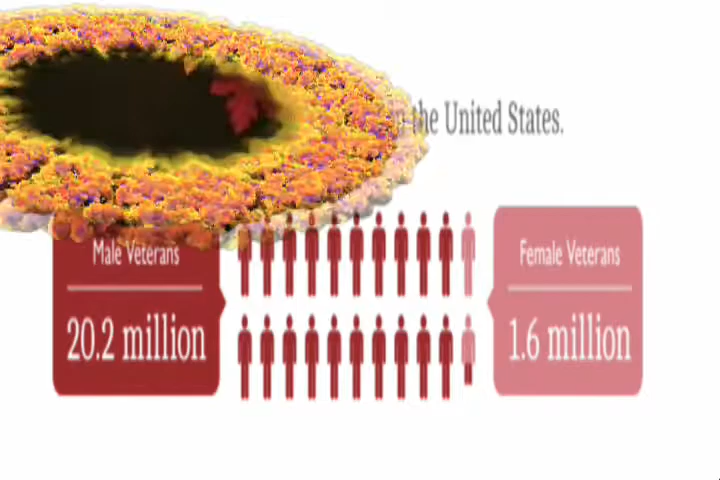 the United States.
Male Veterans
20.2 million
Female Veterans
1.6 million